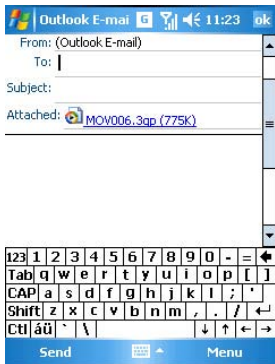 Outlook E-mai G 11:23 ok
From: (Outlook E-mail)
To:
Subject:
Attached: MOV006.3gp (775K)
123 1 2 3 4 5 6 7 8 9 0 - =
Tab q w e r t y u i o p [ ]
CAP a s d f g h j k l ; '
Shift z x c v b n m , . /
Ctl áü ` \
Send Menu